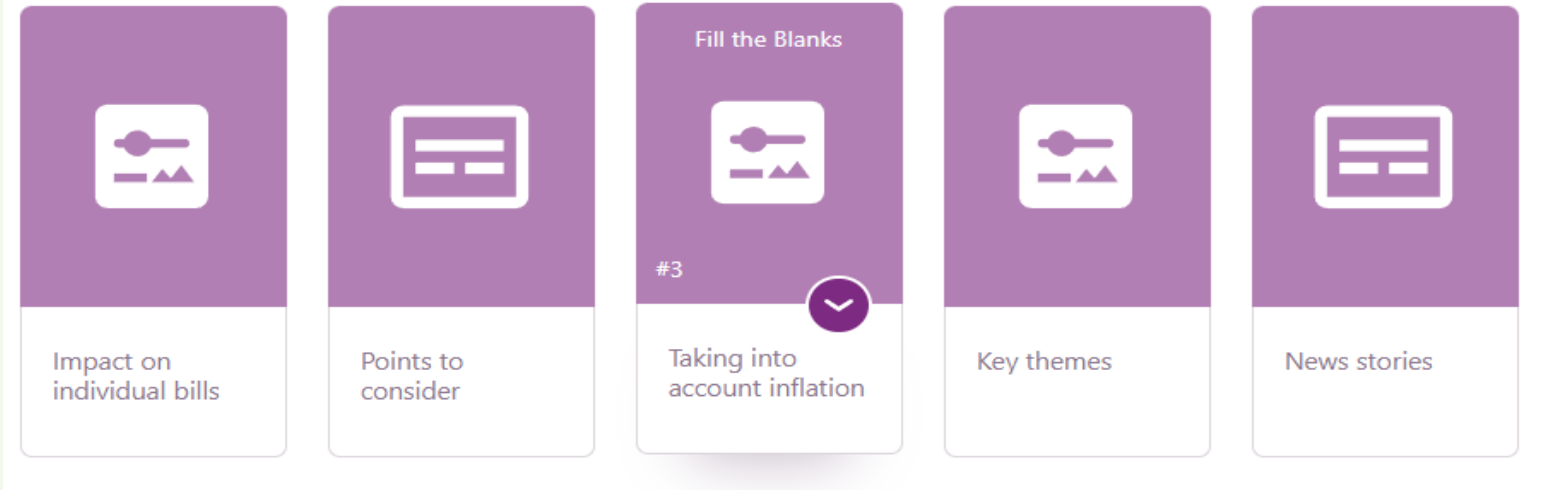 Fill the Blanks
#3
Impact on
individual bills
Points to
consider
Taking into
account inflation
Key themes
News stories